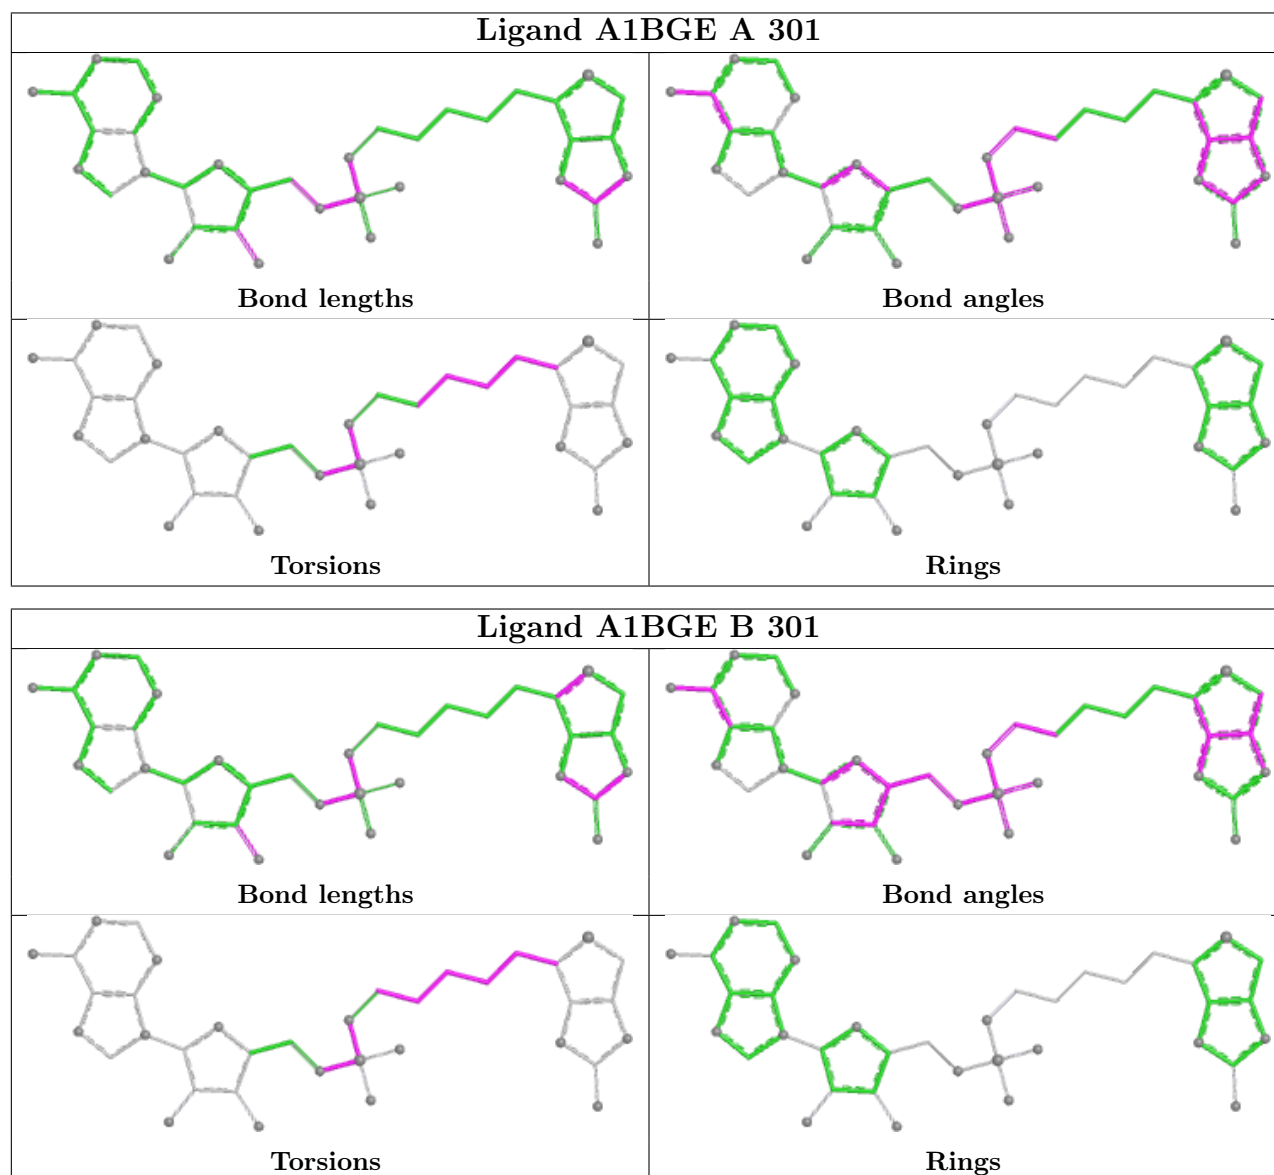 Ligand A1BGE A 301
Bond lengths
Bond angles
Torsions
Rings
Ligand A1BGE B 301
Bond lengths
Bond angles
Torsions
Rings